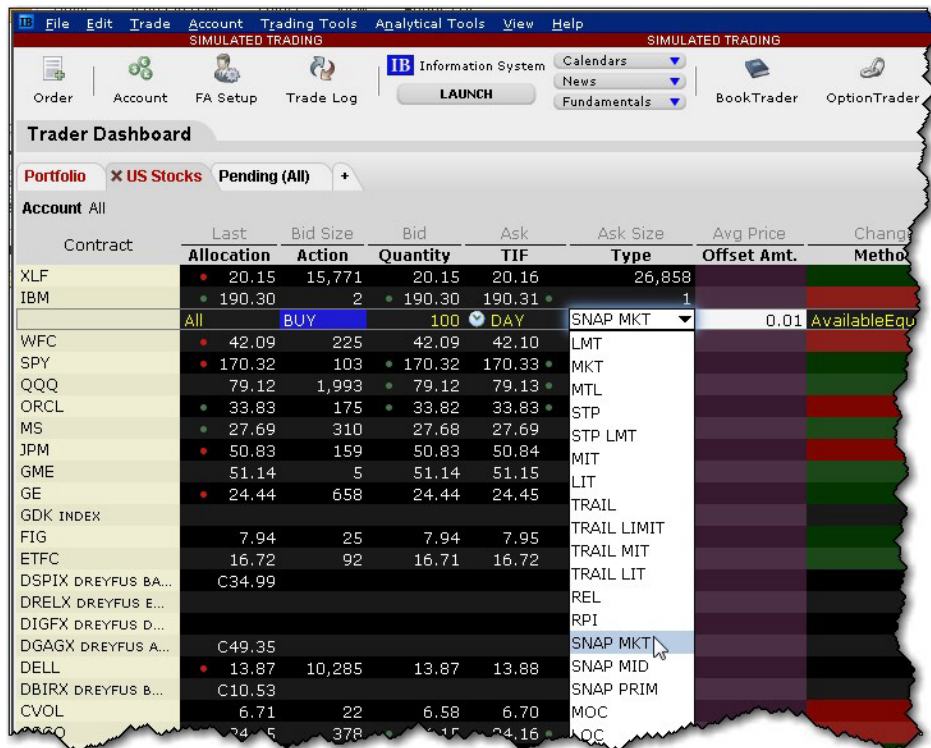 IB File Edit Trade Account Trading Tools Analytical Tools View Help
SIMULATED TRADING SIMULATED TRADING
Order Account FA Setup Trade Log IB Information System LAUNCH Calendars News Fundamentals BookTrader OptionTrader
Trader Dashboard
Portfolio US Stocks Pending (All) +
Account All
Contract Last Bid Size Bid Ask Ask Size Avg Price Chang
Allocation Action Quantity TIF Type Offset Amt. Metho
XLF 20.15 15,771 20.15 20.16 26,858
IBM 190.30 2 190.30 190.31 1
All BUY 100 DAY SNAP MKT 0.01 AvailableEqu
WFC 42.09 225 42.09 42.10 LMT
SPY 170.32 103 170.32 170.33 MKT
QQQ 79.12 1,993 79.12 79.13 MTL
ORCL 33.83 175 33.82 33.83 STP
MS 27.69 310 27.68 27.69 STP LMT
JPM 50.83 159 50.83 50.84 MIT
GME 51.14 5 51.14 51.15 LIT
GE 24.44 658 24.44 24.45 TRAIL
GDK INDEX TRAIL LIMIT
FIG 7.94 25 7.94 7.95 TRAIL MIT
ETFC 16.72 92 16.71 16.72 TRAIL LIT
DSPIX DREYFUS BA... C34.99
DRELX DREYFUS E... REL
DIGFX DREYFUS D... RPI
DGAGX DREYFUS A... C49.35 SNAP MKT
DELL 13.87 10,285 13.87 13.88 SNAP MID
DBIRX DREYFUS B... C10.53 SNAP PRIM
CVOL 6.71 22 6.58 6.70 MOC
378 24.16 LOC